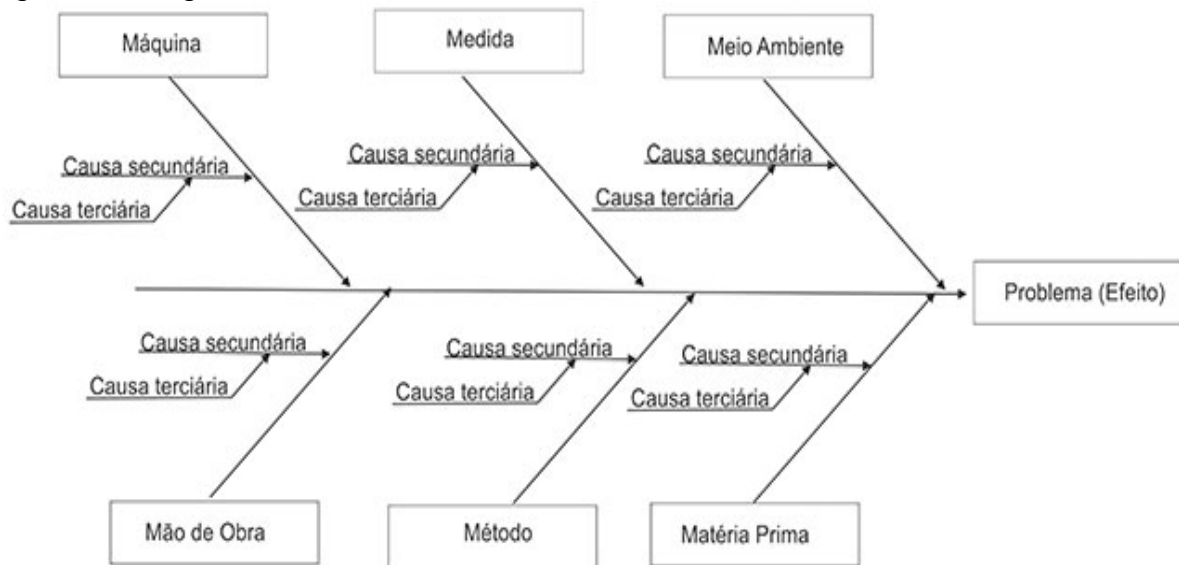 Máquina
Medida
Meio Ambiente
Causa secundária
Causa secundária
Causa secundária
Causa terciária
Causa terciária
Causa terciária
Problema (Efeito)
Causa secundária
Causa secundária
Causa secundária
Causa terciária
Causa terciária
Causa terciária
Mão de Obra
Método
Matéria Prima